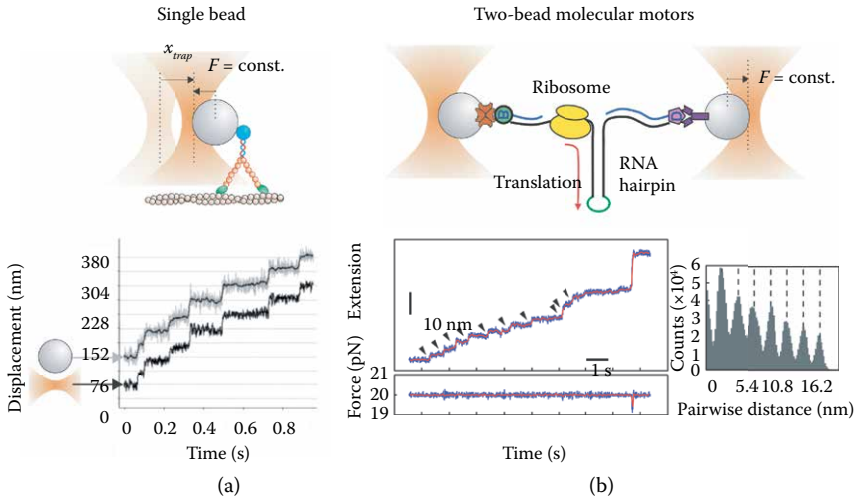 Single bead
x_trap
F = const.
Displacement (nm)
380
304
228
152
76
0
0 0.2 0.4 0.6 0.8
Time (s)
(a)
Two-bead molecular motors
Ribosome
F = const.
Translation
RNA
hairpin
Extension
10 nm
1 s
Force (pN)
21
20
19
Time (s)
Counts (×10⁴)
6
5
4
3
2
1
0
0 5.4 10.8 16.2
Pairwise distance (nm)
(b)